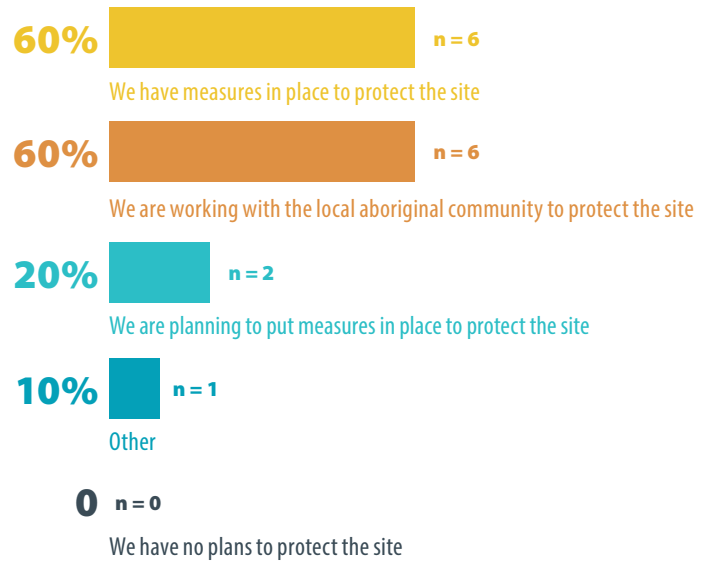 60% n = 6
We have measures in place to protect the site
60% n = 6
We are working with the local aboriginal community to protect the site
20% n = 2
We are planning to put measures in place to protect the site
10% n = 1
Other
0 n = 0
We have no plans to protect the site